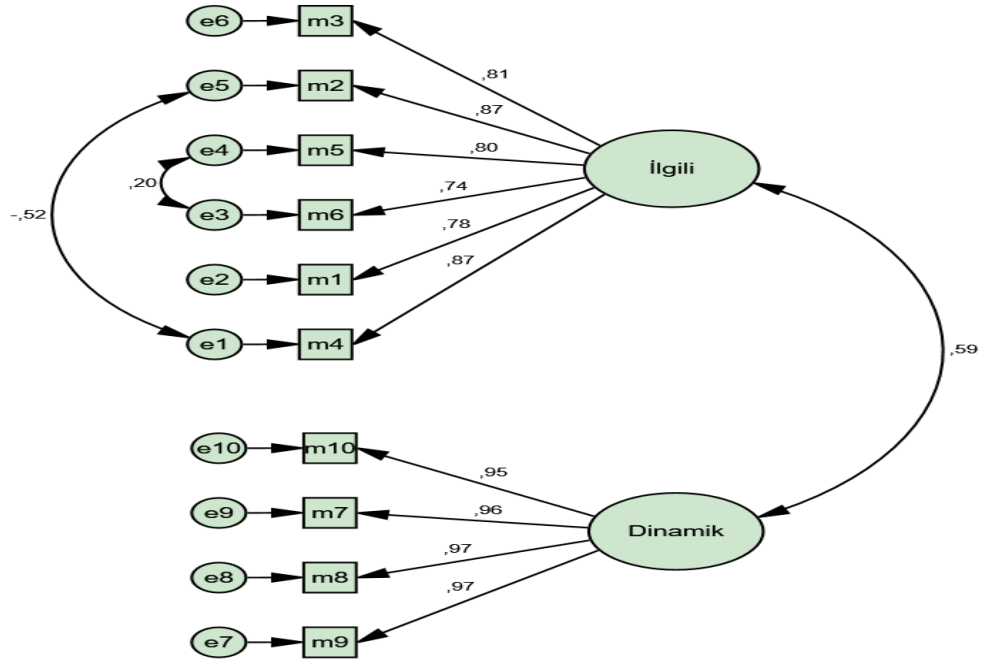 e6 m3
,81
e5 m2
,87
e4 m5
,80
İlgili
,20
,74
-,52
e3 m6
,78
e2 m1
,87
e1 m4
,59
e10 m10
,95
e9 m7
,96
Dinamik
,97
e8 m8
,97
e7 m9